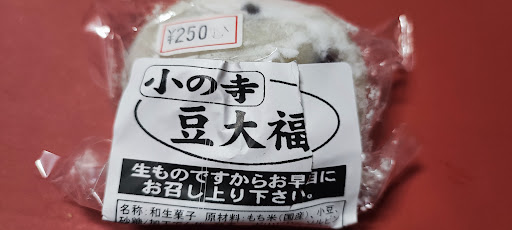 ¥250
小の寺
豆大福
生ものですからお早目に
お召し上り下さい。
名称:和生菓子 原材料:もち米(国産)、小豆、
砂糖